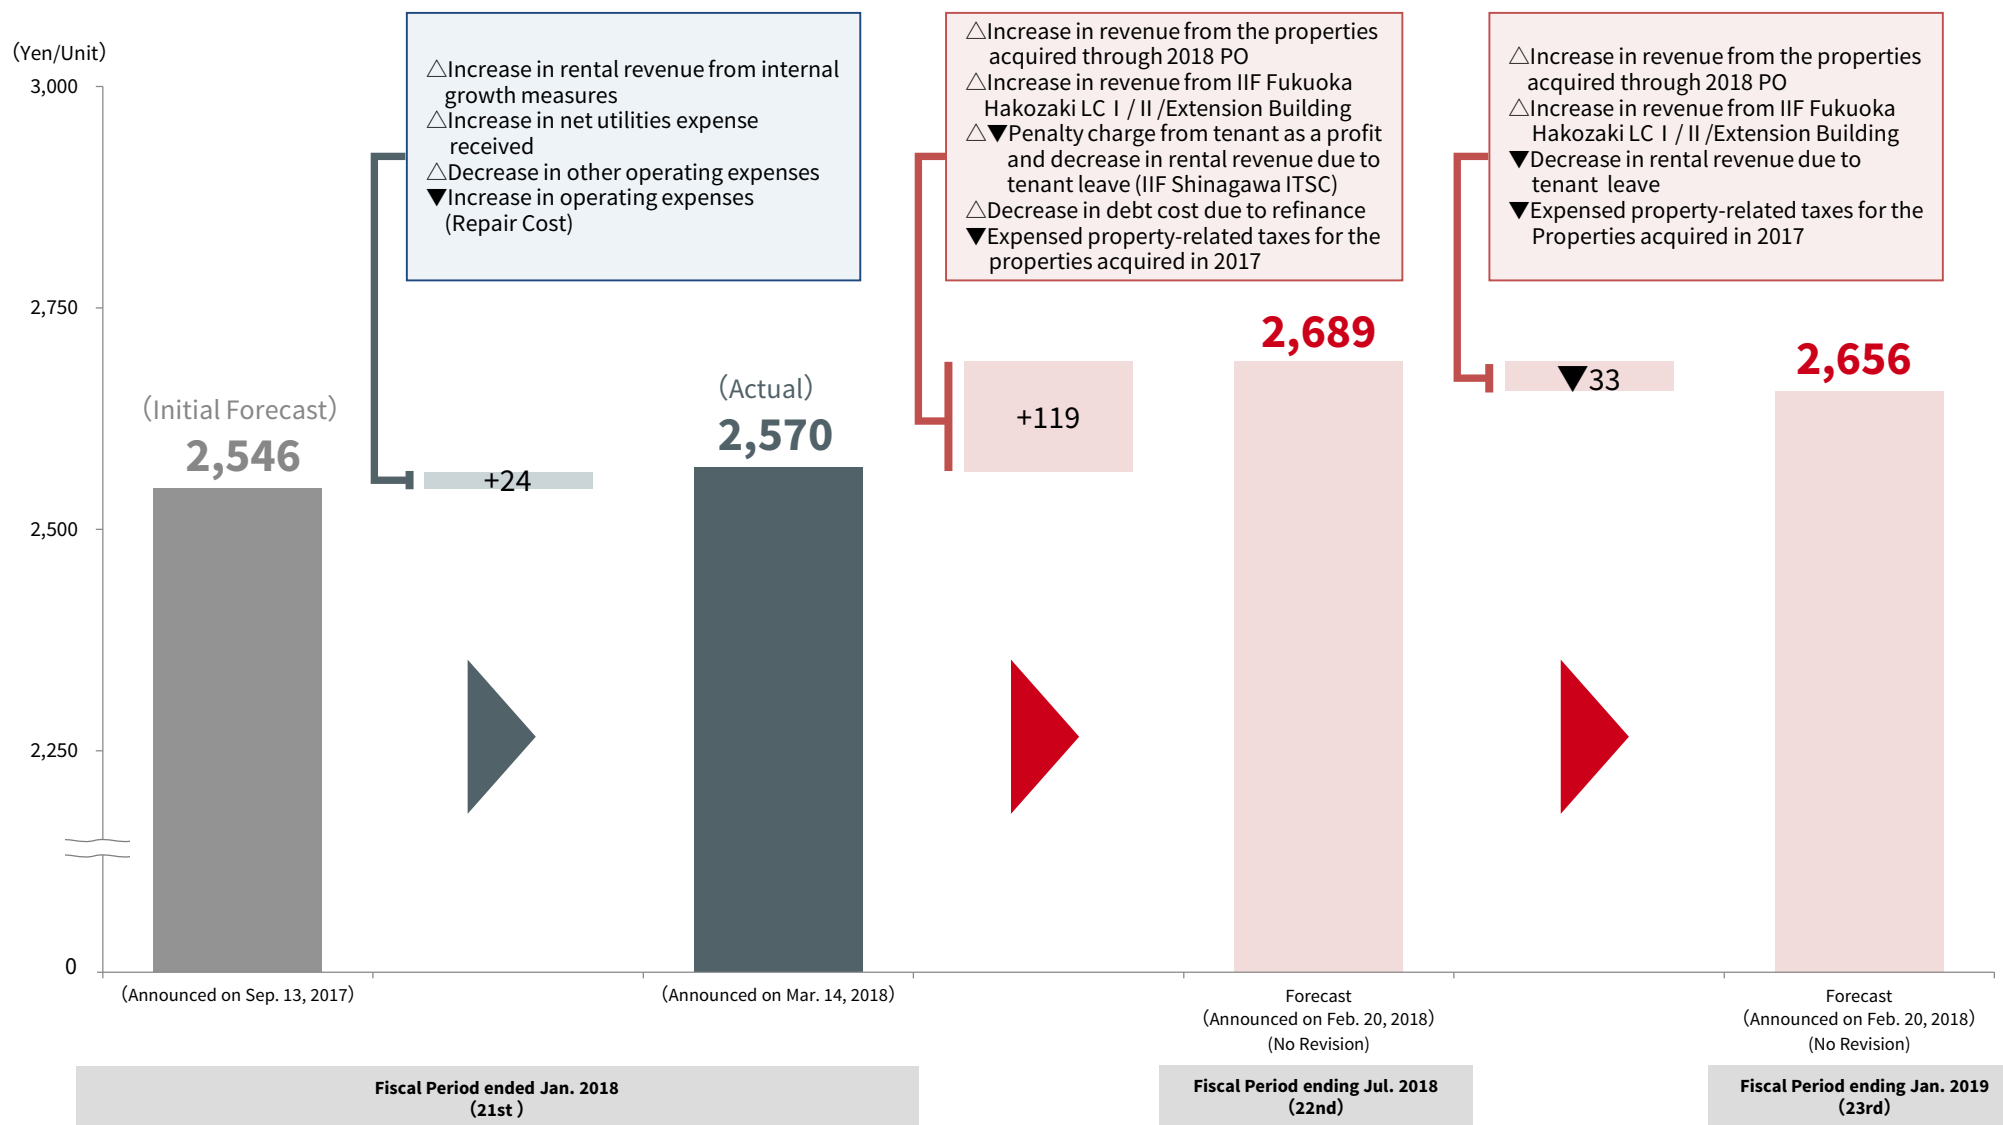 （Yen/Unit）
3,000
2,750
2,500
2,250
0
△Increase in rental revenue from internal
growth measures
△Increase in net utilities expense
received
△Decrease in other operating expenses
▼Increase in operating expenses
(Repair Cost)
△Increase in revenue from the properties
acquired through 2018 PO
△Increase in revenue from IIF Fukuoka
Hakozaki LC Ⅰ / II /Extension Building
△▼Penalty charge from tenant as a profit
and decrease in rental revenue due to
tenant leave (IIF Shinagawa ITSC)
△Decrease in debt cost due to refinance
▼Expensed property-related taxes for the
properties acquired in 2017
△Increase in revenue from the properties
acquired through 2018 PO
△Increase in revenue from IIF Fukuoka
Hakozaki LC Ⅰ / II /Extension Building
▼Decrease in rental revenue due to
tenant leave
▼Expensed property-related taxes for the
Properties acquired in 2017
（Initial Forecast）
2,546
+24
（Actual）
2,570
+119
2,689
▼33
2,656
（Announced on Sep. 13, 2017）
（Announced on Mar. 14, 2018）
Forecast
（Announced on Feb. 20, 2018）
(No Revision)
Forecast
（Announced on Feb. 20, 2018）
(No Revision)
Fiscal Period ended Jan. 2018
（21st ）
Fiscal Period ending Jul. 2018
（22nd）
Fiscal Period ending Jan. 2019
（23rd）